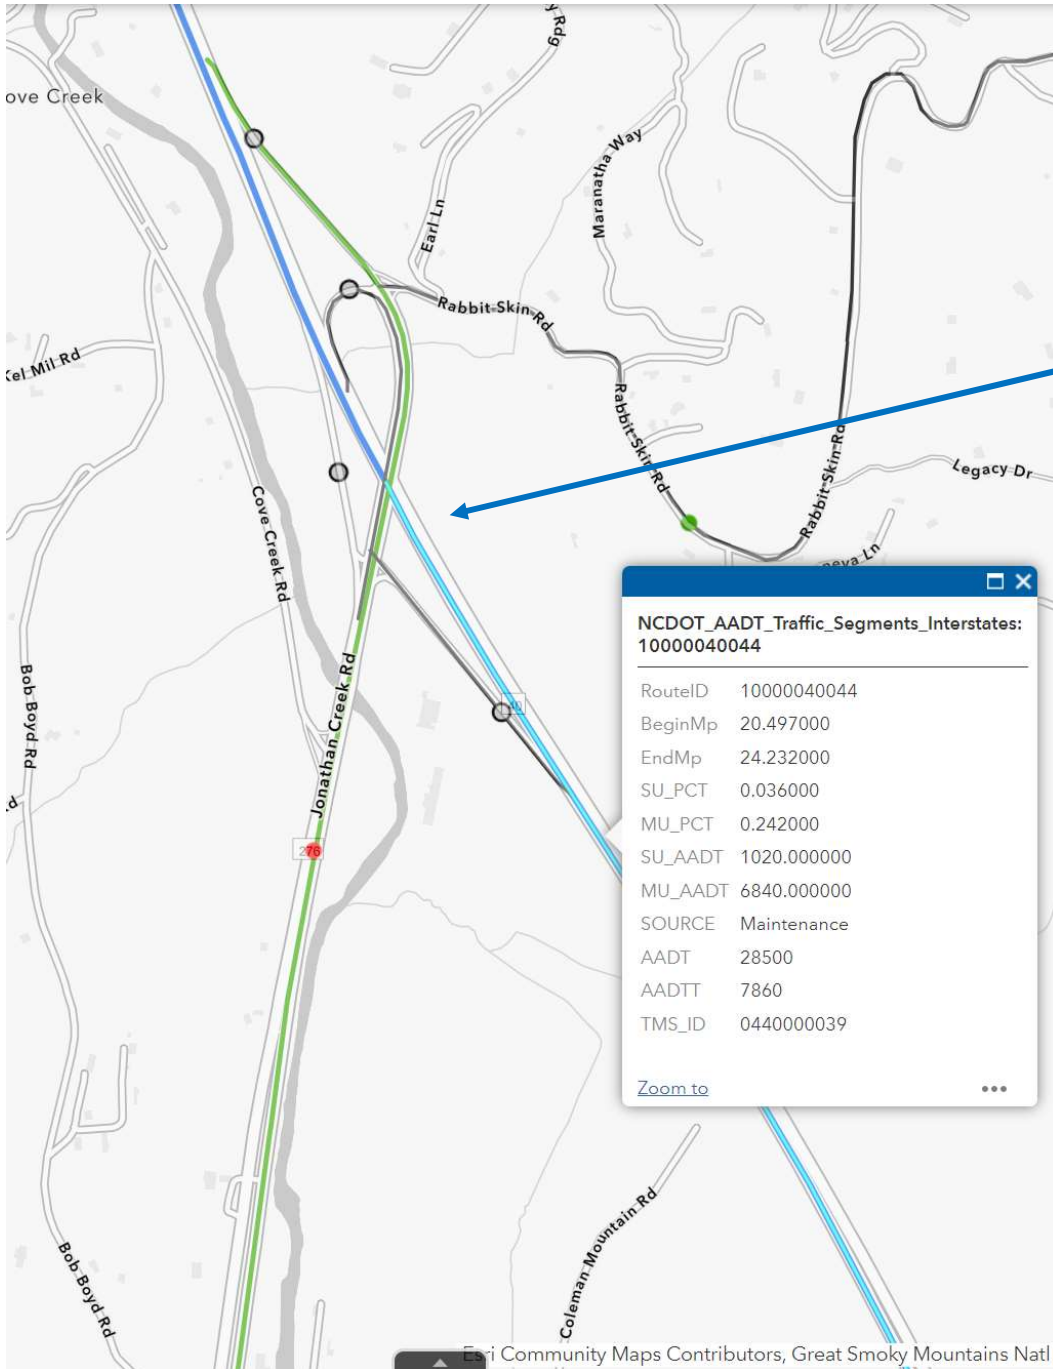 ove Creek
Earl Ln
Maranatha Way
Rabbit Skin Rd
Rabbit Skin Rd
Rabbit Skin Rd
Legacy Dr
Cove Creek Rd
Jonathan Creek Rd
Bob Boyd Rd
40
276
NCDOT_AADT_Traffic_Segments_Interstates:
10000040044
RouteID 10000040044
BeginMp 20.497000
EndMp 24.232000
SU_PCT 0.036000
MU_PCT 0.242000
SU_AADT 1020.000000
MU_AADT 6840.000000
SOURCE Maintenance
AADT 28500
AADTT 7860
TMS_ID 0440000039
Zoom to
Coleman Mountain Rd
Bob Boyd Rd
Esri Community Maps Contributors, Great Smoky Mountains Natl